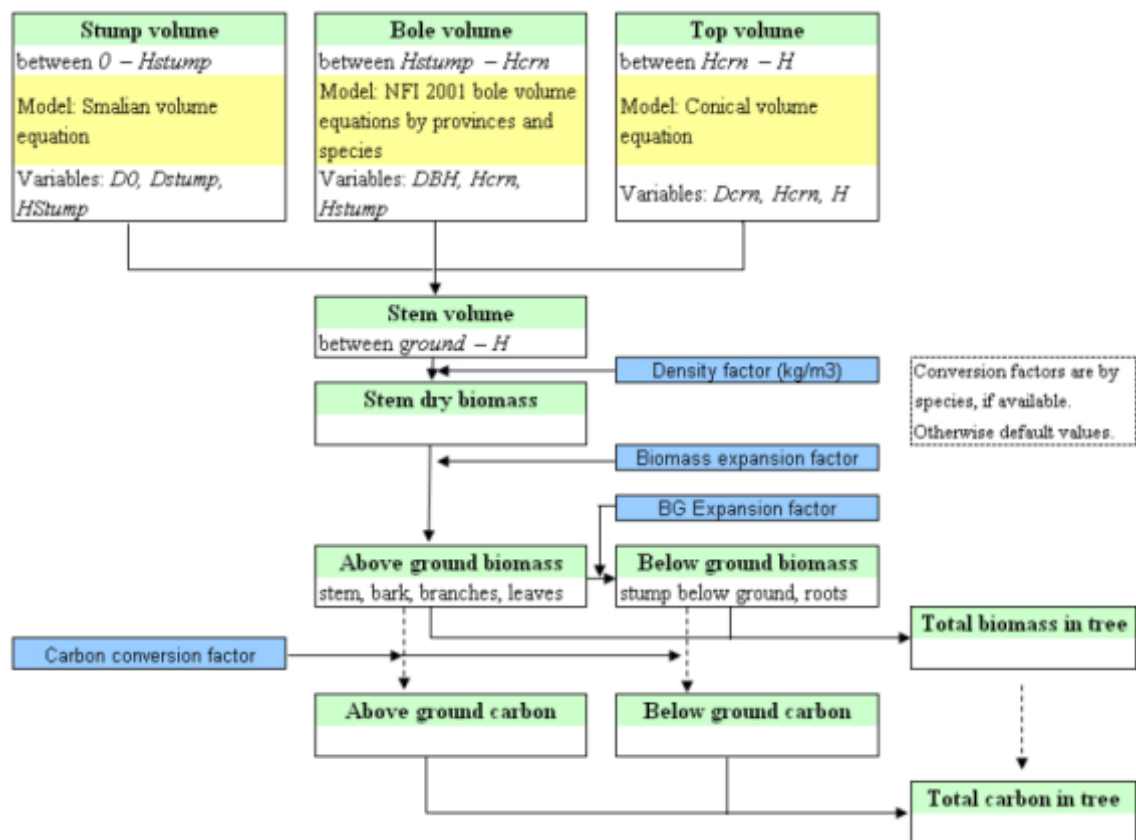 Stump volume
between 0 – Hstump
Model: Smalian volume
equation
Variables: D0, Dstump,
HStump
Bole volume
between Hstump – Hcrn
Model: NFI 2001 bole volume
equations by provinces and
species
Variables: DBH, Hcrn,
Hstump
Top volume
between Hcrn – H
Model: Conical volume
equation
Variables: Dcrn, Hcrn, H
Stem volume
between ground – H
Density factor (kg/m3)
Conversion factors are by
species, if available.
Otherwise default values.
Stem dry biomass
Biomass expansion factor
BG Expansion factor
Above ground biomass
stem, bark, branches, leaves
Below ground biomass
stump below ground, roots
Total biomass in tree
Carbon conversion factor
Above ground carbon
Below ground carbon
Total carbon in tree